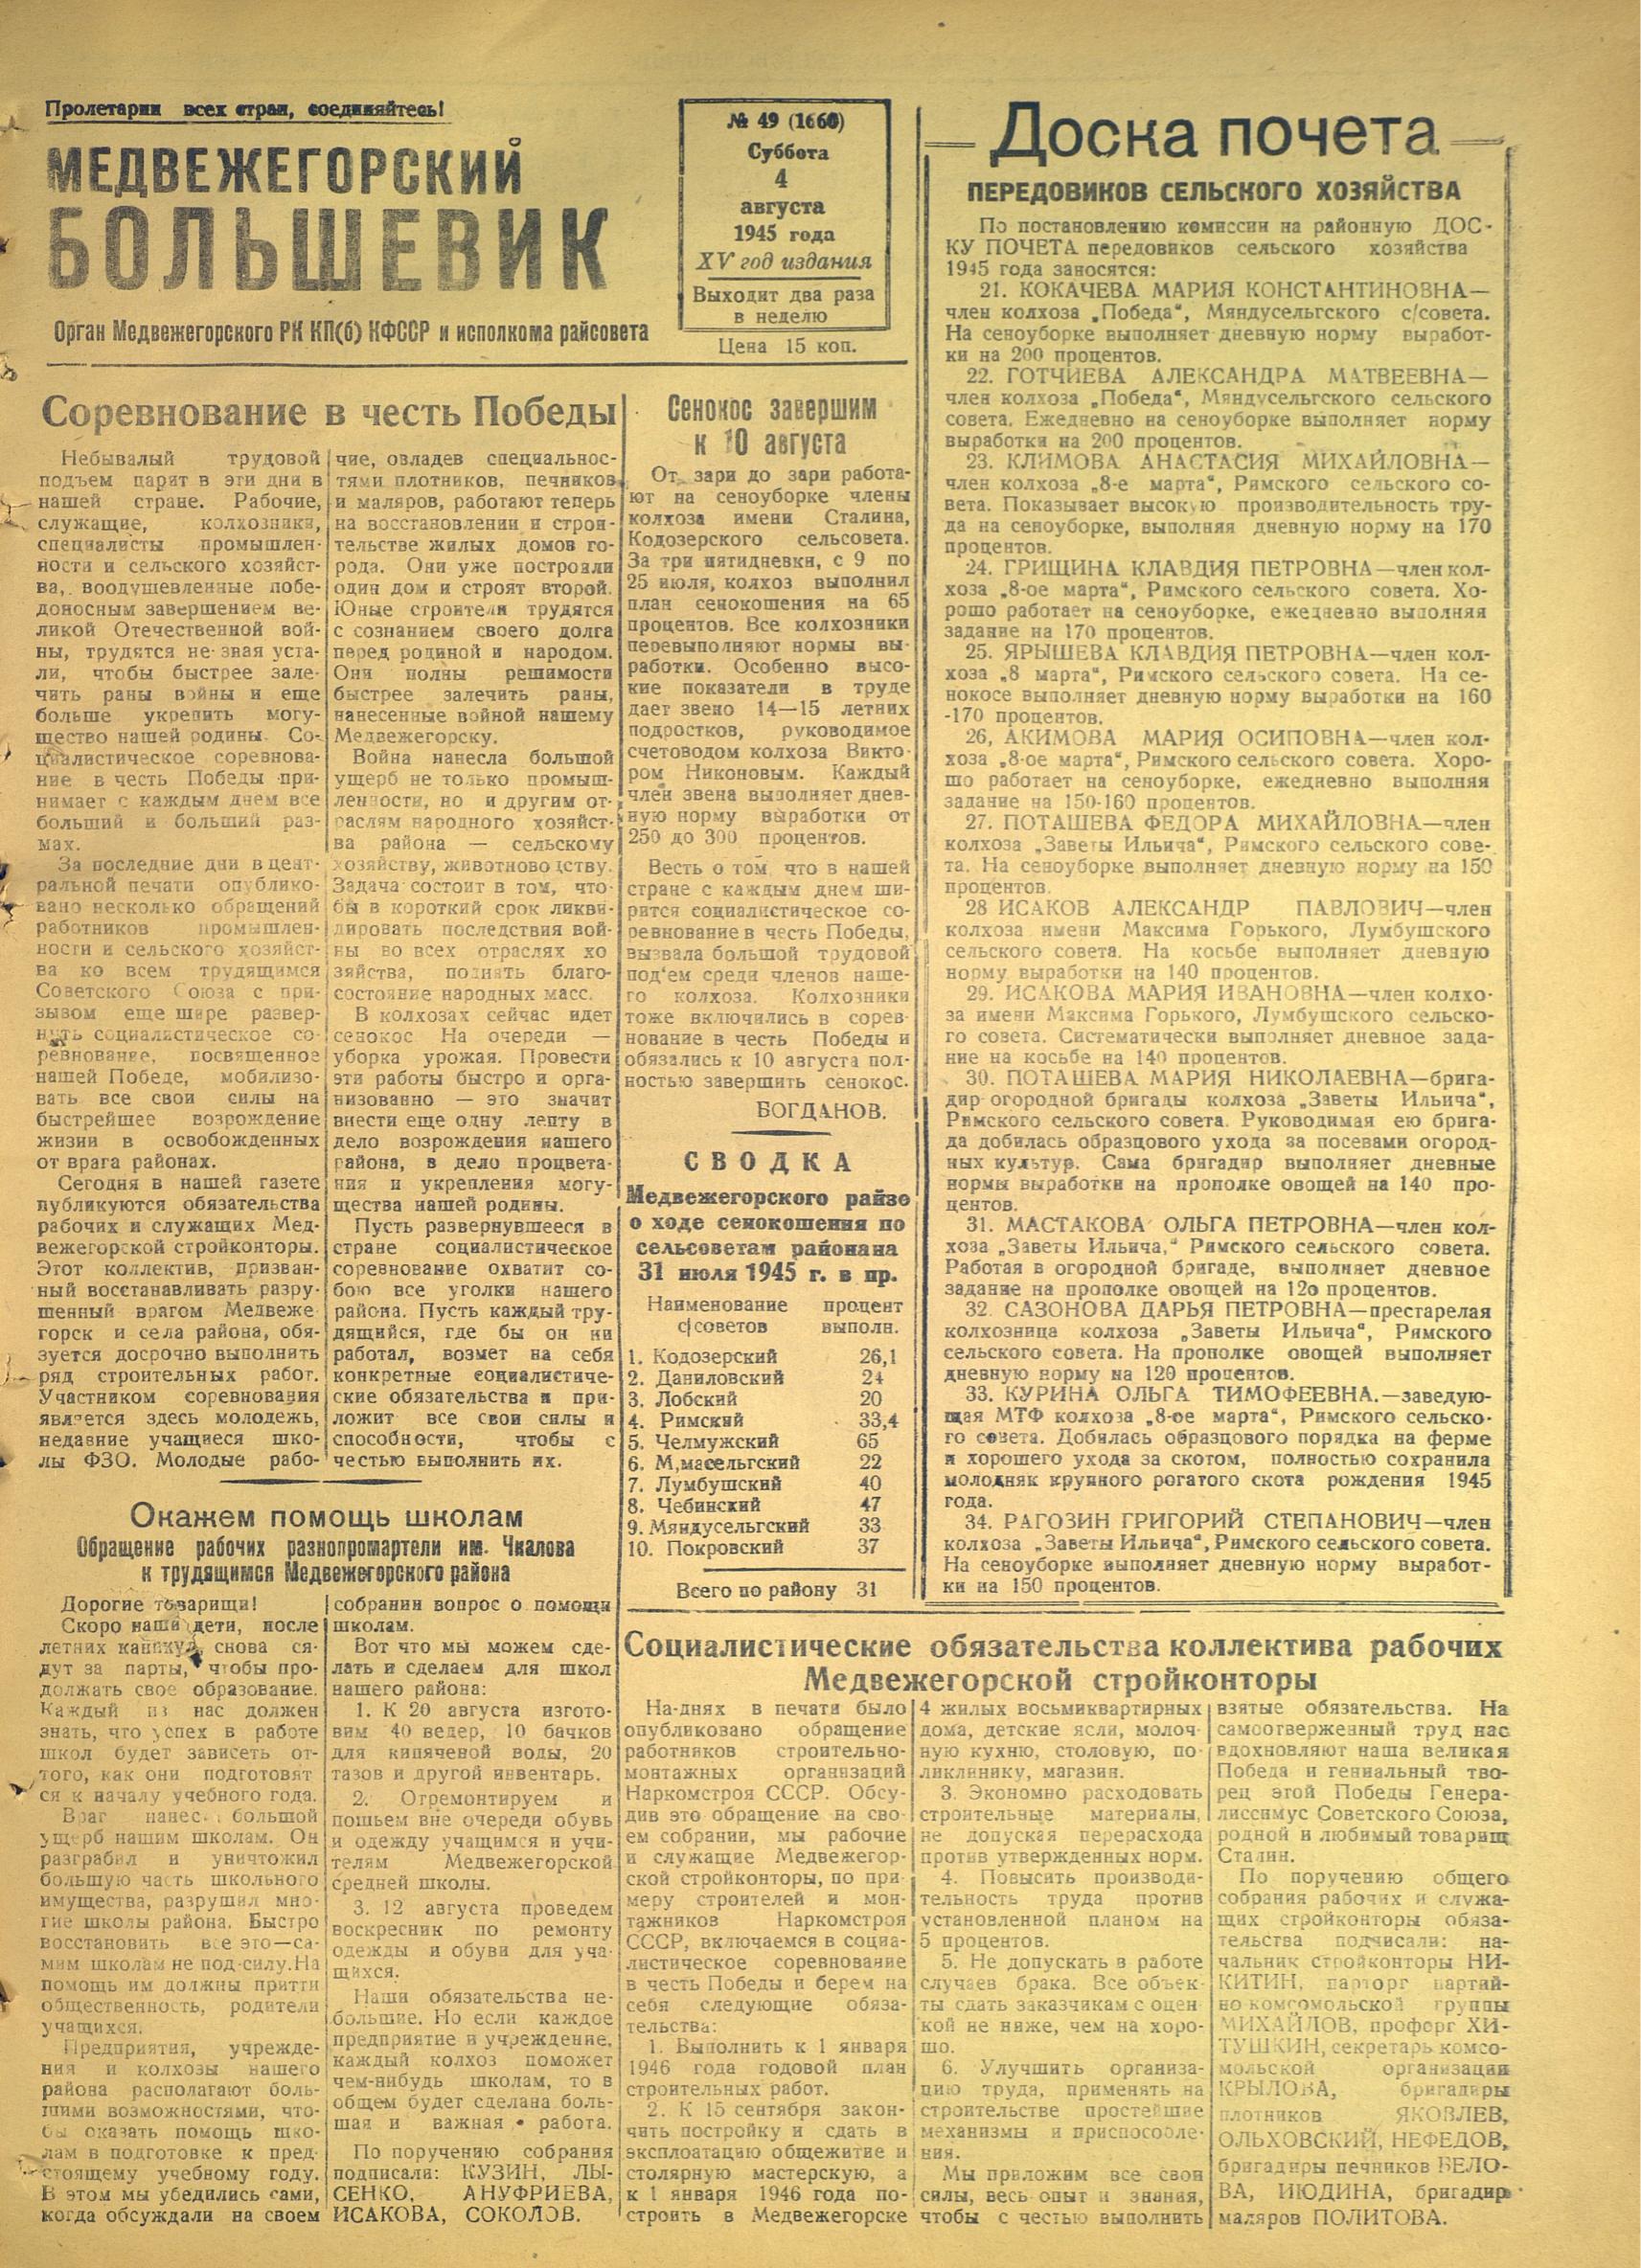 Пролетарии всех стран, соединяйтесь!
МЕДВЕЖЕГОРСКИЙ
БОЛЬШЕВИК
Орган Медвежегорского РК КП(б) КФССР и исполкома райсовета
№ 49 (1660)
Суббота
4
августа
1945 года
XV год издания
Выходит два раза
в неделю
Цена 15 коп.
Соревнование в честь Победы
Небывалый трудовой
подъем царит в эти дни в
нашей стране. Рабочие,
служащие, колхозники,
специалисты промышлен-
ности и сельского хозяйст-
ва, воодушевленные побе-
доносным завершением ве-
ликой Отечественной вой-
ны, трудятся не зная уста-
ли, чтобы быстрее зале-
чить раны войны и еще
больше укрепить могу-
щество нашей родины. Со-
циалистическое соревнова-
ние в честь Победы при-
нимает с каждым днем все
больший и больший раз-
мах.
За последние дни в цент-
ральной печати опублико-
вано несколько обращений
работников промышлен-
ности и сельского хозяйст-
ва ко всем трудящимся
Советского Союза с при-
зывом еще шире развер-
нуть социалистическое со-
ревнование, посвященное
нашей Победе, мобилизо-
вать все свои силы на
быстрейшее возрождение
жизни в освобожденных
от врага районах.
Сегодня в нашей газете
публикуются обязательства
рабочих и служащих Мед-
вежегорской стройконторы.
Этот коллектив, призван-
ный восстанавливать разру-
шенный врагом Медвеже
горск и села района, обя-
зуется досрочно выполнить
ряд строительных работ.
Участником соревнования
является здесь молодежь,
недавние учащиеся шко-
лы ФЗО. Молодые рабо-
чие, овладев специальнос-
тями плотников, печников
и маляров, работают теперь
на восстановлении и строи-
тельстве жилых домов го-
рода. Они уже построили
один дом и строят второй.
Юные строители трудятся
с сознанием своего долга
перед родиной и народом.
Они полны решимости
быстрее залечить раны,
нанесенные войной нашему
Медвежегорску.
Война нанесла большой
ущерб не только промыш-
ленности, но и другим от-
раслям народного хозяйст-
ва района — сельскому
хозяйству, животноводству.
Задача состоит в том, что-
бы в короткий срок ликви-
дировать последствия вой-
ны во всех отраслях хо
зяйства, поднять благо-
состояние народных масс.
В колхозах сейчас идет
сенокос На очереди —
уборка урожая. Провести
эти работы быстро и орга-
низованно — это значит
внести еще одну лепту в
дело возрождения нашего
района, в дело процвета-
ния и укрепления могу-
щества нашей родины.
Пусть развернувшееся в
стране социалистическое
соревнование охватит со-
бою все уголки нашего
района. Пусть каждый тру-
дящийся, где бы он ни
работал, возмет на себя
конкретные социалистиче-
ские обязательства и при-
ложит все свои силы и
способности, чтобы с
честью выполнить их.
Сенокос завершим
к 10 августа
От зари до зари работа-
ют на сеноуборке члены
колхоза имени Сталина,
Кодозерского сельсовета.
За три пятидневки, с 9 по
25 июля, колхоз выполнил
план сенокошения на 65
процентов. Все колхозники
перевыполняют нормы вы-
работки. Особенно высо-
кие показатели в труде
дает звено 14—15 летних
подростков, руководимое
счетоводом колхоза Викто-
ром Никоновым. Каждый
член звена выполняет днев-
ную норму выработки от
250 до 300 процентов.
Весть о том что в нашей
стране с каждым днем ши-
рится социалистическое со-
ревнование в честь Победы,
вызвала большой трудовой
под'ем среди членов наше-
го колхоза. Колхозники
тоже включились в сорев-
нование в честь Победы и
обязались к 10 августа пол-
ностью завершить сенокос.
БОГДАНОВ.
СВОДКА
Медвежегорского райзо
о ходе сенокошения по
сельсоветам районана
31 июля 1945 г. в пр.
Наименование процент
с|советов выполн.
1. Кодозерский 26,1
2. Даниловский 24
3. Лобский 20
4. Римский 33,4
5. Челмужский 65
6. М,масельгский 22
7. Лумбушский 40
8. Чебинский 47
9. Мяндусельгский 33
10. Покровский 37
Всего по району 31
Доска почета
ПЕРЕДОВИКОВ СЕЛЬСКОГО ХОЗЯЙСТВА
По постановлению комиссии на районную ДОС-
КУ ПОЧЕТА передовиков сельского хозяйства
1945 года заносятся:
21. КОКАЧЕВА МАРИЯ КОНСТАНТИНОВНА—
член колхоза „Победа“, Мяндусельгского с/совета.
На сеноуборке выполняет дневную норму выработ-
ки на 200 процентов.
22. ГОТЧИЕВА АЛЕКСАНДРА МАТВЕЕВНА—
член колхоза „Победа“, Мяндусельгского сельского
совета. Ежедневно на сеноуборке выполняет норму
выработки на 200 процентов.
23. КЛИМОВА АНАСТАСИЯ МИХАЙЛОВНА—
член колхоза „8-е марта“, Римского сельского со-
вета. Показывает высокую производительность тру-
да на сеноуборке, выполняя дневную норму на 170
процентов.
24. ГРИЩИНА КЛАВДИЯ ПЕТРОВНА—член кол-
хоза „8-ое марта“, Римского сельского совета. Хо-
рошо работает на сеноуборке, ежедневно выполняя
задание на 170 процентов.
25. ЯРЫШЕВА КЛАВДИЯ ПЕТРОВНА—член кол-
хоза „8 марта“, Римского сельского совета. На се-
нокосе выполняет дневную норму выработки на 160
-170 процентов.
26, АКИМОВА МАРИЯ ОСИПОВНА—член кол-
хоза „8-ое марта“, Римского сельского совета. Хоро-
шо работает на сеноуборке, ежедневно выполняя
задание на 150-160 процентов.
27. ПОТАШЕВА ФЕДОРА МИХАЙЛОВНА—член
колхоза „Заветы Ильича“, Римского сельского сове-
та. На сеноуборке выполняет дневную норму на 150
процентов
28 ИСАКОВ АЛЕКСАНДР ПАВЛОВИЧ—член
колхоза имени Максима Горького, Лумбушского
сельского совета. На косьбе выполняет дневную
норму выработки на 140 процентов.
29. ИСАКОВА МАРИЯ ИВАНОВНА—член колхо-
за имени Максима Горького, Лумбушского сельско-
го совета. Систематически выполняет дневное зада-
ние на косьбе на 140 процентов.
30. ПОТАШЕВА МАРИЯ НИКОЛАЕВНА—брига-
дир огородной бригады колхоза „Заветы Ильича“,
Римского сельского совета. Руководимая ею брига-
да добилась образцового ухода за посевами огород-
ных культур. Сама бригадир выполняет дневные
нормы выработки на прополке овощей на 140 про-
центов.
31. МАСТАКОВА ОЛЬГА ПЕТРОВНА—член кол-
хоза „Заветы Ильича,“ Римского сельского совета.
Работая в огородной бригаде, выполняет дневное
задание на прополке овощей на 12о процентов.
32. САЗОНОВА ДАРЬЯ ПЕТРОВНА—престарелая
колхозница колхоза „Заветы Ильича“, Римского
сельского совета. На прополке овощей выполняет
дневную норму на 120 процентов.
33. КУРИНА ОЛЬГА ТИМОФЕЕВНА.—заведую-
щая МТФ колхоза „8-ое марта“, Римского сельско-
го совета. Добилась образцового порядка на ферме
и хорошего ухода за скотом, полностью сохранила
молодняк крупного рогатого скота рождения 1945
года.
34. РАГОЗИН ГРИГОРИЙ СТЕПАНОВИЧ—член
колхоза „Заветы Ильича“, Римского сельского совета.
На сеноуборке выполняет дневную норму выработ-
ки на 150 процентов.
Окажем помощь школам
Обращение рабочих разнопромартели им. Чкалова
к трудящимся Медвежегорского района
Дорогие товарищи!
Скоро наши дети, после
летних каникул снова ся-
дут за парты, чтобы про-
должать свое образование.
Каждый из нас должен
знать, что успех в работе
школ будет зависеть от-
того, как они подготовят
ся к началу учебного года.
Враг нанес большой
ущерб нашим школам. Он
разграбил и уничтожил
большую часть школьного
имущества, разрушил мно-
гие школы района. Быстро
восстановить все это—са-
мим школам не под-силу.На
помощь им должны притти
общественность, родители
учащихся.
Предприятия, учрежде-
ния и колхозы нашего
района располагают боль-
шими возможностями, что-
бы оказать помощь шко-
лам в подготовке к пред-
стоящему учебному году.
В этом мы убедились сами,
когда обсуждали на своем
собрании вопрос о помощи
школам.
Вот что мы можем сде-
лать и сделаем для школ
нашего района:
1. К 20 августа изгото-
вим 40 ведер, 10 бачков
для кипяченой воды, 20
тазов и другой инвентарь.
2. Отремонтируем и
пошьем вне очереди обувь
и одежду учащимся и учи-
телям Медвежегорской
средней школы.
3. 12 августа проведем
воскресник по ремонту
одежды и обуви для уча-
щихся.
Наши обязательства не-
большие. Но если каждое
предприятие и учреждение,
каждый колхоз поможет
чем-нибудь школам, то в
общем будет сделана боль-
шая и важная работа.
По поручению собрания
подписали: КУЗИН, ЛЫ-
СЕНКО, АНУФРИЕВА,
ИСАКОВА, СОКОЛОВ.
Социалистические обязательства коллектива рабочих
Медвежегорской стройконторы
На-днях в печати было
опубликовано обращение
работников строительно-
монтажных организаций
Наркомстроя СССР. Обсу-
див это обращение на сво-
ем собрании, мы рабочие
и служащие Медвежегор-
ской стройконторы, по при-
меру строителей и мон-
тажников Наркомстроя
СССР, включаемся в социа-
листическое соревнование
в честь Победы и берем на
себя следующие обяза-
тельства:
1. Выполнить к 1 января
1946 года годовой план
строительных работ.
2. К 15 сентября закон-
чить постройку и сдать в
эксплоатацию общежитие и
столярную мастерскую, а
к 1 января 1946 года по-
строить в Медвежегорске
4 жилых восьмиквартирных
дома, детские ясли, молоч-
ную кухню, столовую, по-
ликлинику, магазин.
3. Экономно расходовать
строительные материалы,
не допуская перерасхода
против утвержденных норм.
4. Повысить производи-
тельность труда против
установленной планом на
5 процентов.
5. Не допускать в работе
случаев брака. Все объек-
ты сдать заказчикам с оцен
кой не ниже, чем на хоро-
шо.
6. Улучшить организа-
цию труда, применять на
строительстве простейшие
механизмы и приспособле-
ния.
Мы приложим все свои
силы, весь опыт и знания,
чтобы с честью выполнить
взятые обязательства. На
самоотверженный труд нас
вдохновляют наша великая
Победа и гениальный тво-
рец этой Победы Генера-
лиссимус Советского Союза,
родной и любимый товарищ
Сталин.
По поручению общего
собрания рабочих и служа-
щих стройконторы обяза-
тельства подписали: на-
чальник стройконторы НИ-
КИТИН, парторг партий-
но-комсомольской группы
МИХАЙЛОВ, профорг ХИ-
ТУШКИН, секретарь комсо-
мольской организации
КРЫЛОВА, бригадиры
плотников ЯКОВЛЕВ,
ОЛЬХОВСКИЙ, НЕФЕДОВ,
бригадиры печников БЕЛО-
ВА, ИЮДИНА, бригадир
маляров ПОЛИТОВА.